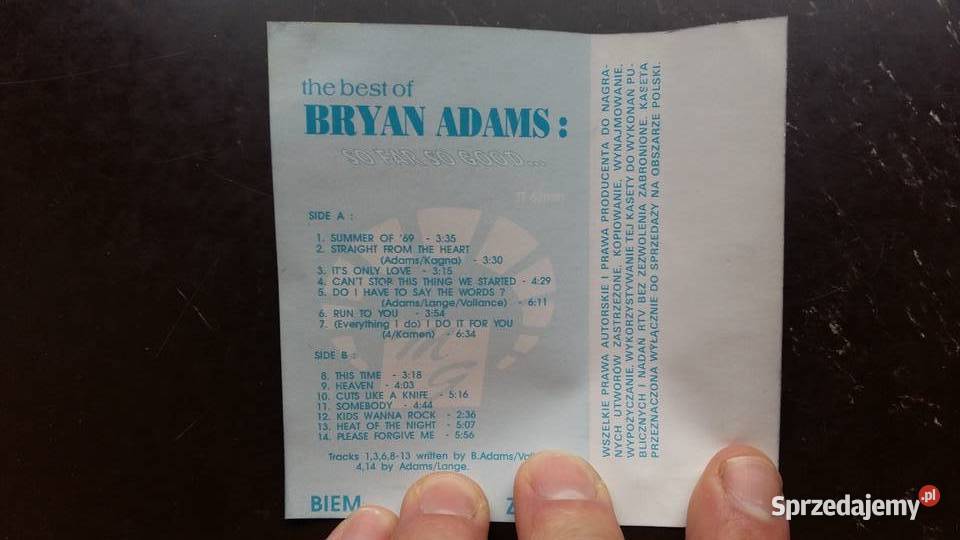 the best of
BRYAN ADAMS :
SO FAR SO GOOD...
SIDE A :
1. SUMMER OF '69 - 3:35
2. STRAIGHT FROM THE HEART
(Adams/Kagna) - 3:30
3. IT'S ONLY LOVE - 3:15
4. CAN'T STOP THIS THING WE STARTED - 4:29
5. DO I HAVE TO SAY THE WORDS ?
(Adams/Lange/Vallance) - 6:11
6. RUN TO YOU - 3:54
7. (Everything I do) I DO IT FOR YOU
(4/Kamen) - 6:34
SIDE B :
8. THIS TIME - 3:18
9. HEAVEN - 4:03
10. CUTS LIKE A KNIFE - 5:16
11. SOMEBODY - 4:44
12. KIDS WANNA ROCK - 2:36
13. HEAT OF THE NIGHT - 5:07
14. PLEASE FORGIVE ME - 5:56
Tracks 1,3,6,8-13 written by B.Adams/
4,14 by Adams/Lange.
BIEM
WSZELKIE PRAWA AUTORSKIE I PRAWA PRODUCENTA DO NAGRA-
NYCH UTWORÓW ZASTRZEŻONE. KOPIOWANIE, WYNAJMOWANIE,
WYPOŻYCZANIE, WYKORZYSTYWANIE TEJ KASETY DO WYKONAŃ PU-
BLICZNYCH I NADAŃ RTV BEZ ZEZWOLENIA ZABRONIONE. KASETA
PRZEZNACZONA WYŁĄCZNIE DO SPRZEDAŻY NA OBSZARZE POLSKI.
Sprzedajemy.pl